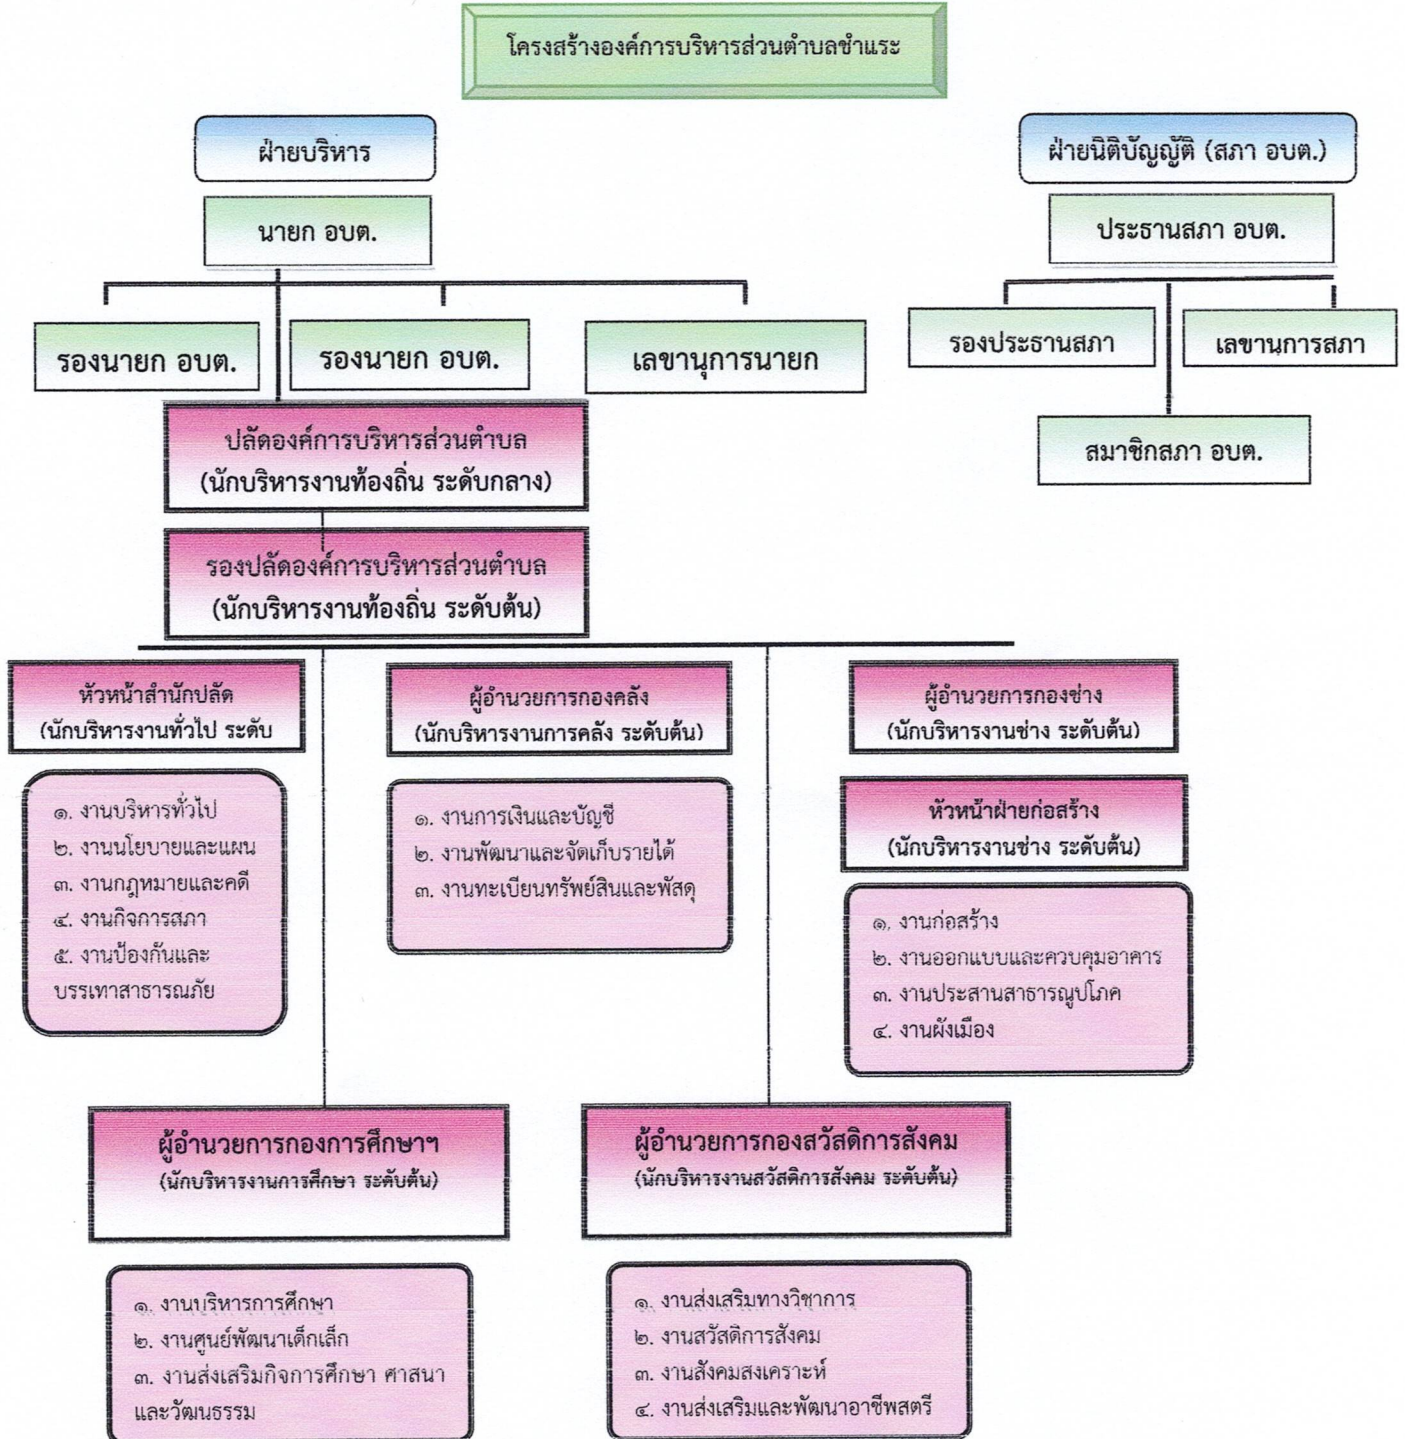 โครงสร้างองค์การบริหารส่วนตำบลชำแระ
ฝ่ายบริหาร
นายก อบต.
รองนายก อบต.
รองนายก อบต.
เลขานุการนายก
ฝ่ายนิติบัญญัติ (สภา อบต.)
ประธานสภา อบต.
รองประธานสภา
เลขานการสภา
สมาชิกสภา อบต.
ปลัดองค์การบริหารส่วนตำบล
(นักบริหารงานท้องถิ่น ระดับกลาง)
รองปลัดองค์การบริหารส่วนตำบล
(นักบริหารงานท้องถิ่น ระดับต้น)
หัวหน้าสำนักปลัด
(นักบริหารงานทั่วไป ระดับ
๑. งานบริหารทั่วไป
๒. งานนโยบายและแผน
๓. งานกฎหมายและคดี
๔. งานกิจการสภา
๕. งานป้องกันและ
บรรเทาสาธารณภัย
ผู้อำนวยการกองคลัง
(นักบริหารงานการคลัง ระดับต้น)
๑. งานการเงินและบัญชี
๒. งานพัฒนาและจัดเก็บรายได้
๓. งานทะเบียนทรัพย์สินและพัสดุ
ผู้อำนวยการกองช่าง
(นักบริหารงานช่าง ระดับต้น)
หัวหน้าฝ่ายก่อสร้าง
(นักบริหารงานช่าง ระดับต้น)
๑. งานก่อสร้าง
๒. งานออกแบบและควบคุมอาคาร
๓. งานประสานสาธารณูปโภค
๔. งานผังเมือง
ผู้อำนวยการกองการศึกษาฯ
(นักบริหารงานการศึกษา ระดับต้น)
๑. งานบริหารการศึกษา
๒. งานศูนย์พัฒนาเด็กเล็ก
๓. งานส่งเสริมกิจการศึกษา ศาสนา
และวัฒนธรรม
ผู้อำนวยการกองสวัสดิการสังคม
(นักบริหารงานสวัสดิการสังคม ระดับต้น)
๑. งานส่งเสริมทางวิชาการ
๒. งานสวัสดิการสังคม
๓. งานสังคมสงเคราะห์
๔. งานส่งเสริมและพัฒนาอาชีพสตรี